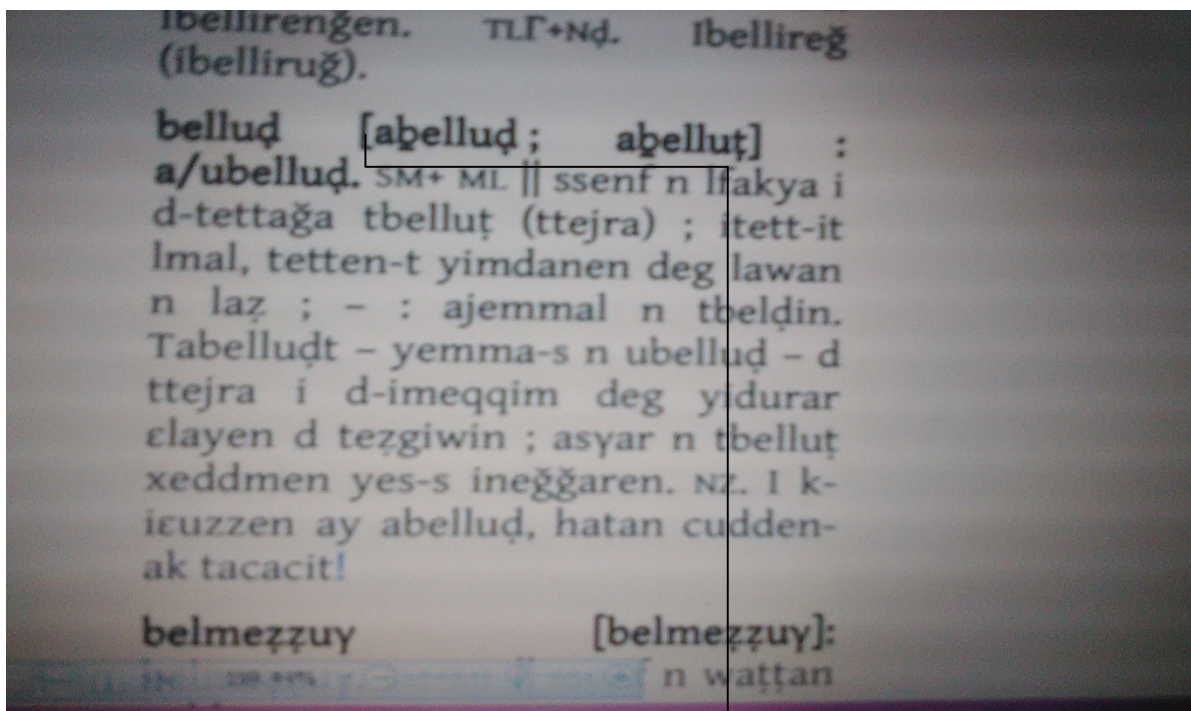 ibellirenğen. TLΓ+Nḍ. Ibellireğ
(ibelliruğ).
belluḍ [aḇelluḍ ; aḇelluṭ] :
a/ubelluḍ. SM+ ML || ssenf n lfakya i
d-tettağa tbelluṭ (ttejra) ; itett-it
lmal, tetten-t yimdanen deg lawan
n laẓ ; – : ajemmal n tbelḍin.
Tabelluḍt – yemma-s n ubelluḍ – d
ttejra i d-imeqqim deg yidurar
ɛlayen d teẓgiwin ; asɣar n tbelluṭ
xeddmen yes-s ineǧǧaren. NZ. I k-
iɛuzzen ay abelluḍ, hatan cudden-
ak tacacit!
belmeẓẓuɣ [belmeẓẓuɣ]:
n waṭṭan